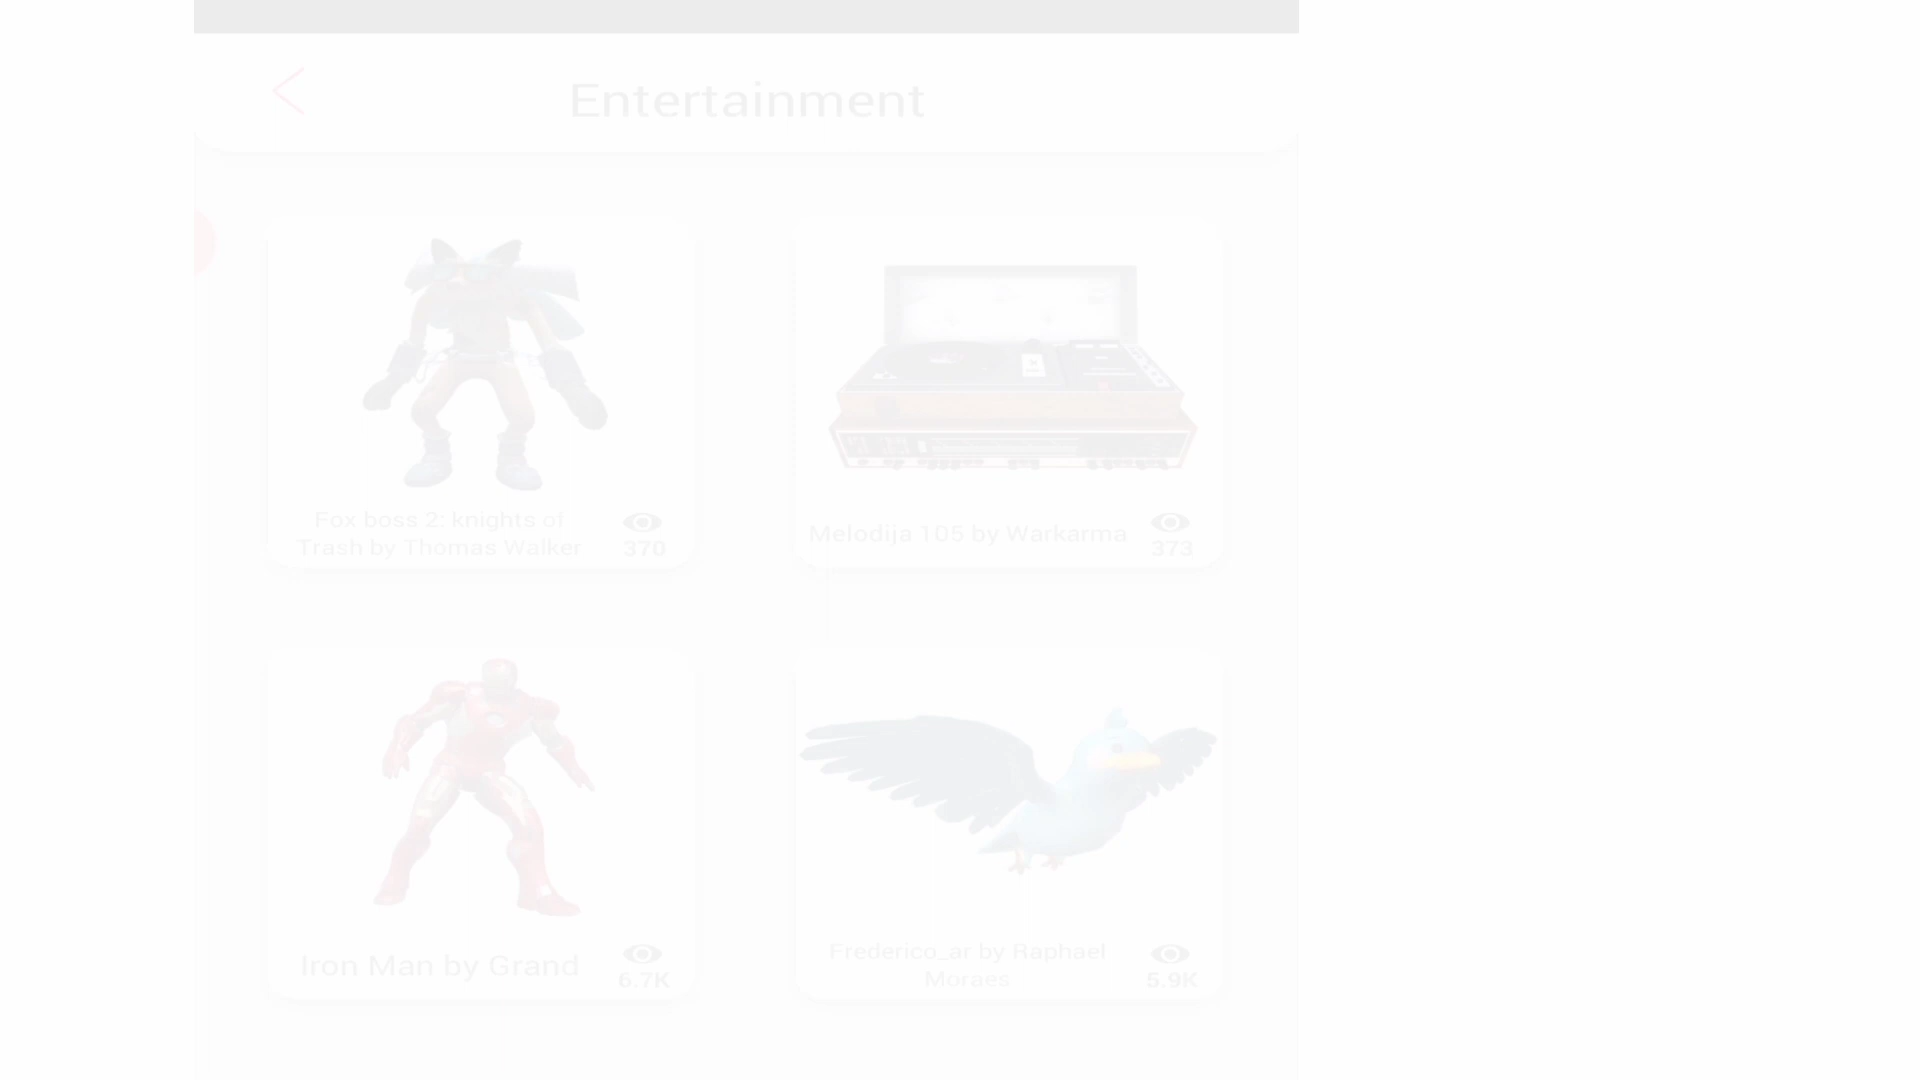 Entertainment
Fox boss 2: knights of
Trash by Thomas Walker
370
Melodija 105 by Warkarma
373
Iron Man by Grand
6.7K
Frederico_ar by Raphael
Moraes
5.9K